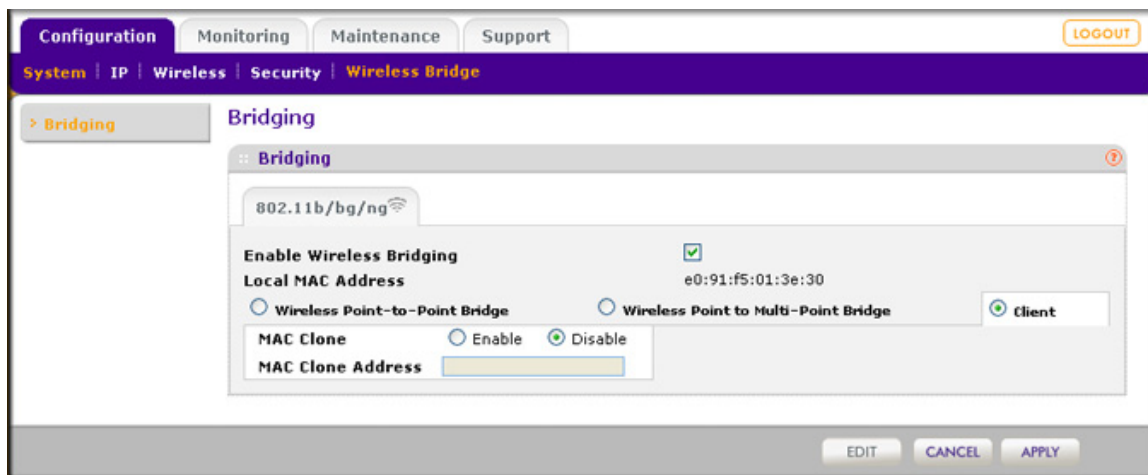 Configuration Monitoring Maintenance Support LOGOUT
System IP Wireless Security Wireless Bridge
Bridging
Bridging
Bridging
802.11b/bg/ng
Enable Wireless Bridging
Local MAC Address e0:91:f5:01:3e:30
Wireless Point-to-Point Bridge Wireless Point to Multi-Point Bridge Client
MAC Clone Enable Disable
MAC Clone Address
EDIT CANCEL APPLY